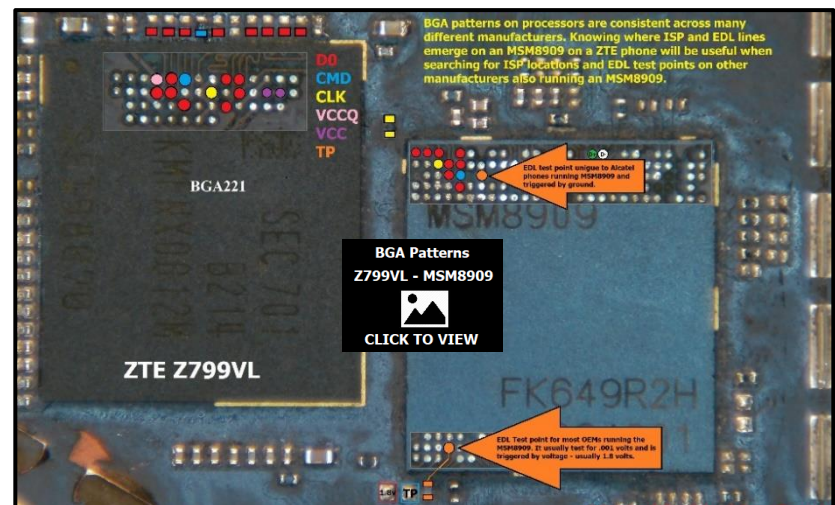 BGA patterns on processors are consistent across many
different manufacturers. Knowing where ISP and EDL lines
emerge on an MSM8909 on a ZTE phone will be useful when
searching for ISP locations and EDL test points on other
manufacturers also running an MSM8909.
D0
CMD
CLK
VCCQ
VCC
TP
EDL test point unique to Alcatel
phones running MSM8909 and
triggered by ground.
BGA221
MSM8909
SEC 701
B214
BGA Patterns
Z799VL - MSM8909
CLICK TO VIEW
ZTE Z799VL
FK649R2H
EDL Test point for most OEMs running the
MSM8909. It usually test for .001 volts and is
triggered by voltage - usually 1.8 volts.
1.8v
TP